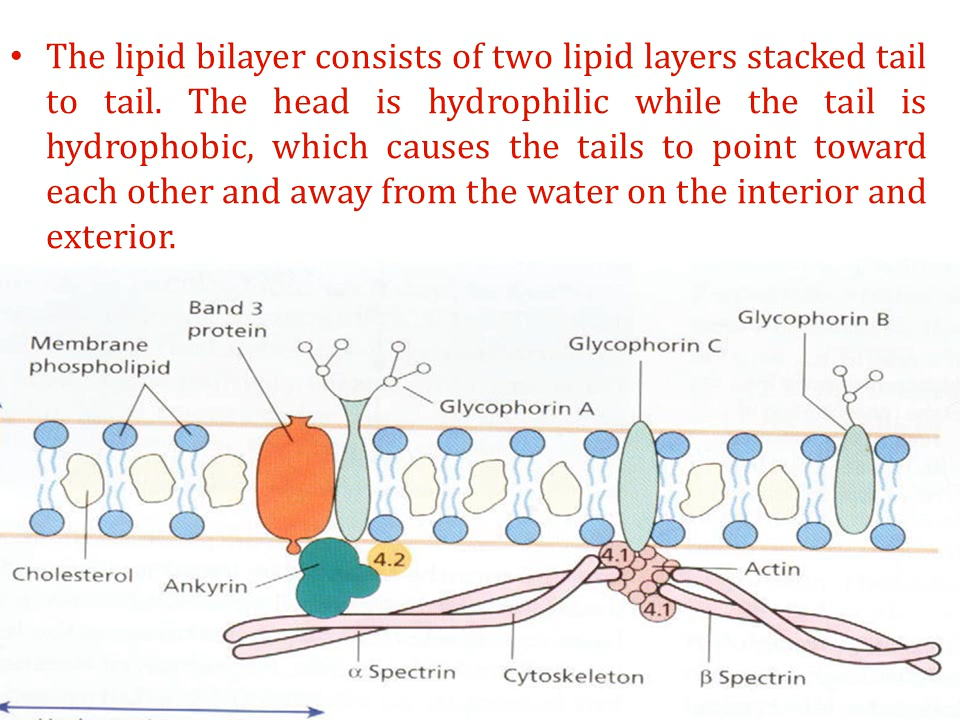 • The lipid bilayer consists of two lipid layers stacked tail
to tail. The head is hydrophilic while the tail is
hydrophobic, which causes the tails to point toward
each other and away from the water on the interior and
exterior.
Band 3
protein
Glycophorin B
Glycophorin C
Membrane
phospholipid
Glycophorin A
4.2
4.1
Actin
Cholesterol
Ankyrin
4.1
α Spectrin
Cytoskeleton
β Spectrin